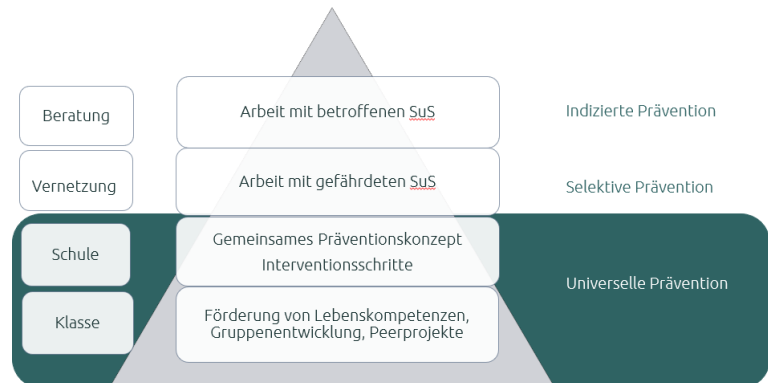 Beratung
Arbeit mit betroffenen SuS
Indizierte Prävention
Vernetzung
Arbeit mit gefährdeten SuS
Selektive Prävention
Schule
Gemeinsames Präventionskonzept
Interventionsschritte
Universelle Prävention
Klasse
Förderung von Lebenskompetenzen,
Gruppenentwicklung, Peerprojekte